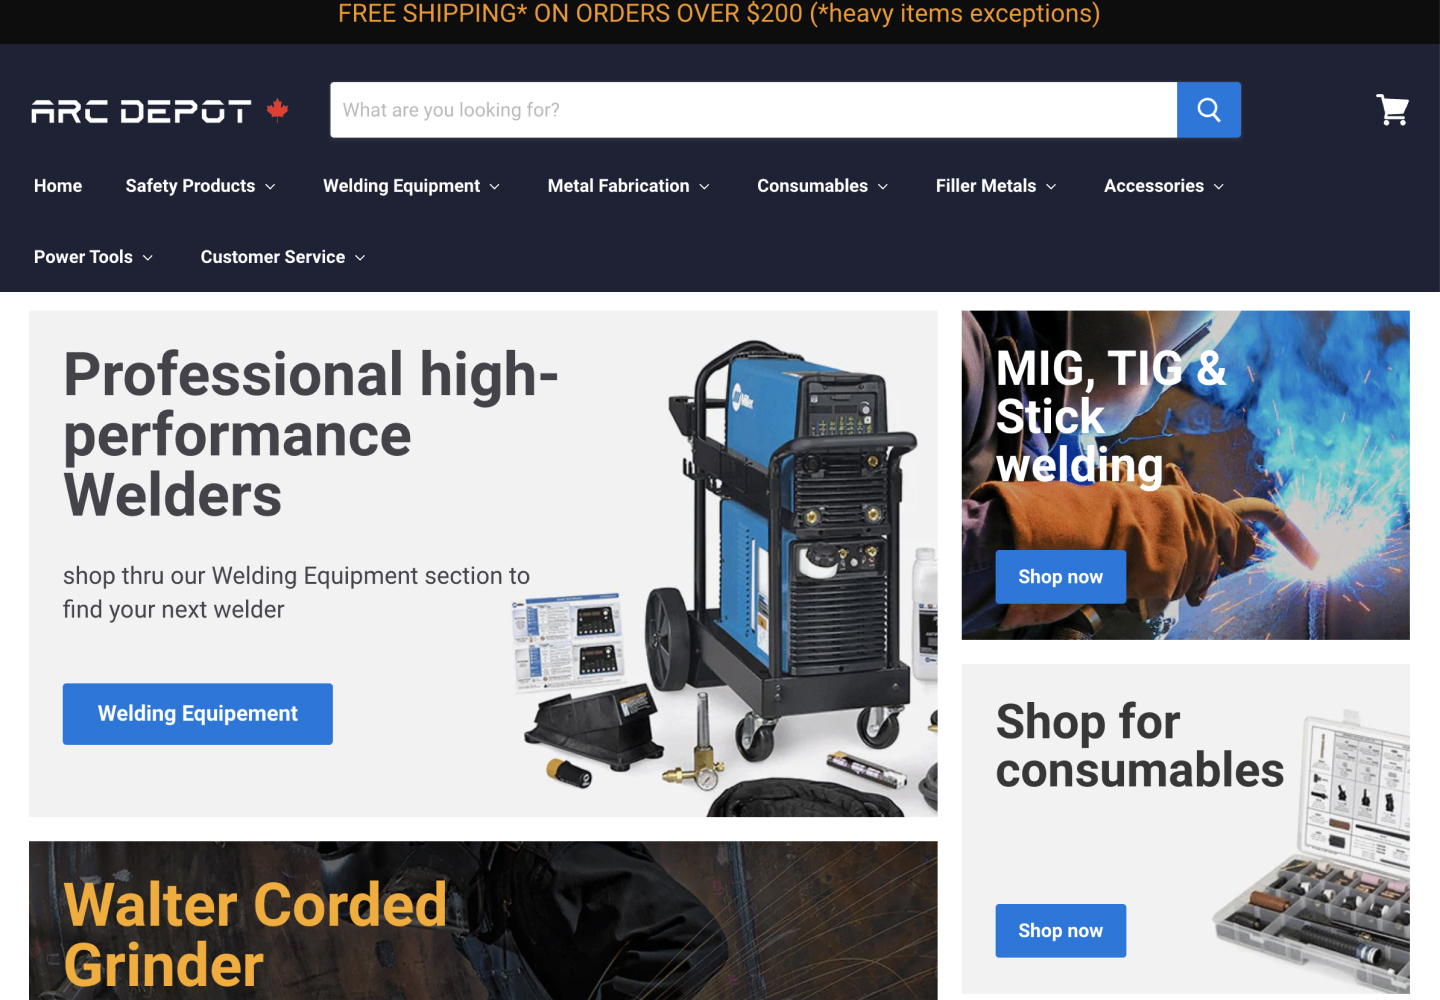 FREE SHIPPING* ON ORDERS OVER $200 (*heavy items exceptions)
ARC DEPOT
What are you looking for?
Home Safety Products Welding Equipment Metal Fabrication Consumables Filler Metals Accessories
Power Tools Customer Service
Professional high-
performance
Welders
shop thru our Welding Equipment section to
find your next welder
Welding Equipement
Miller
MIG, TIG &
Stick
welding
Shop now
Shop for
consumables
Shop now
Walter Corded
Grinder